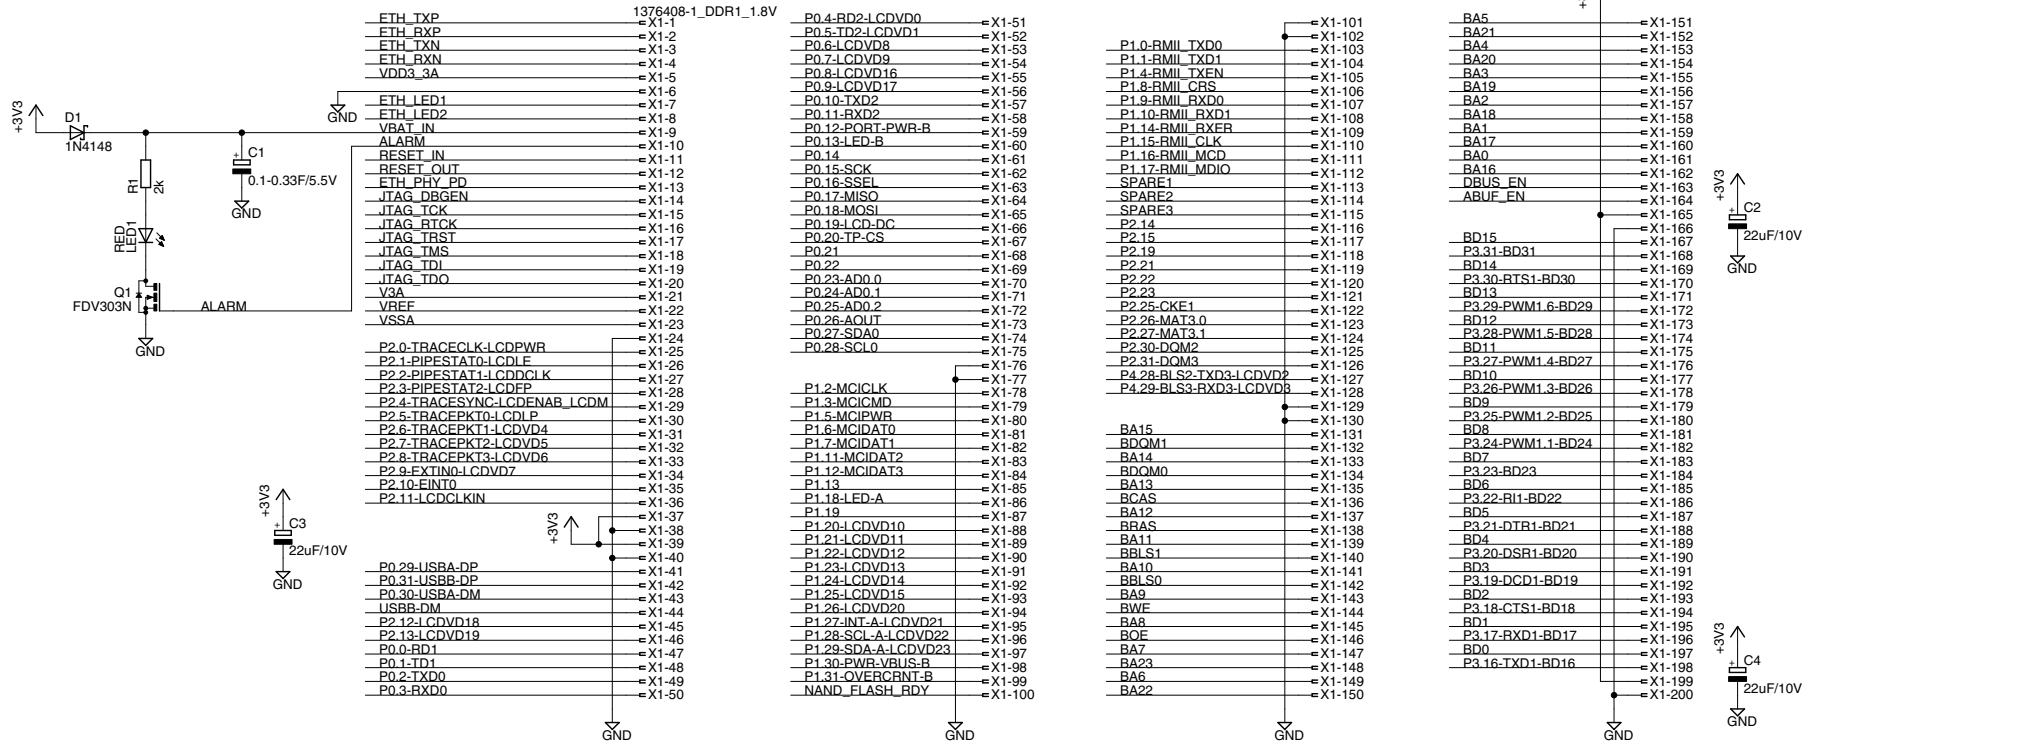 1376408-1_DDR1_1.8V
ETH_TXP X1-1
ETH_RXP X1-2
ETH_TXN X1-3
ETH_RXN X1-4
VDD3_3A X1-5
X1-6
GND
ETH_LED1 X1-7
ETH_LED2 X1-8
VBAT_IN X1-9
ALARM X1-10
RESET_IN X1-11
RESET_OUT X1-12
ETH_PHY_PD X1-13
JTAG_DBGEN X1-14
JTAG_TCK X1-15
JTAG_RTCK X1-16
JTAG_TRST X1-17
JTAG_TMS X1-18
JTAG_TDI X1-19
JTAG_TDO X1-20
V3A X1-21
VREF X1-22
VSSA X1-23
X1-24
P2.0-TRACECLK-LCDPWR X1-25
P2.1-PIPESTAT0-LCDLE X1-26
P2.2-PIPESTAT1-LCDDCLK X1-27
P2.3-PIPESTAT2-LCDFP X1-28
P2.4-TRACESYNC-LCDENAB_LCDM X1-29
P2.5-TRACEPKT0-LCDLP X1-30
P2.6-TRACEPKT1-LCDVD4 X1-31
P2.7-TRACEPKT2-LCDVD5 X1-32
P2.8-TRACEPKT3-LCDVD6 X1-33
P2.9-EXTIN0-LCDVD7 X1-34
P2.10-EINT0 X1-35
P2.11-LCDCLKIN X1-36
X1-37
+3V3
X1-38
X1-39
X1-40
P0.29-USBA-DP X1-41
P0.31-USBB-DP X1-42
P0.30-USBA-DM X1-43
USBB-DM X1-44
P2.12-LCDVD18 X1-45
P2.13-LCDVD19 X1-46
P0.0-RD1 X1-47
P0.1-TD1 X1-48
P0.2-TXD0 X1-49
P0.3-RXD0 X1-50
GND
+3V3
D1
1N4148
C1
0.1-0.33F/5.5V
GND
R1
2k
RED
LED1
Q1
FDV303N
ALARM
GND
+3V3
C3
22uF/10V
GND
P0.4-RD2-LCDVD0 X1-51
P0.5-TD2-LCDVD1 X1-52
P0.6-LCDVD8 X1-53
P0.7-LCDVD9 X1-54
P0.8-LCDVD16 X1-55
P0.9-LCDVD17 X1-56
P0.10-TXD2 X1-57
P0.11-RXD2 X1-58
P0.12-PORT-PWR-B X1-59
P0.13-LED-B X1-60
P0.14 X1-61
P0.15-SCK X1-62
P0.16-SSEL X1-63
P0.17-MISO X1-64
P0.18-MOSI X1-65
P0.19-LCD-DC X1-66
P0.20-TP-CS X1-67
P0.21 X1-68
P0.22 X1-69
P0.23-AD0.0 X1-70
P0.24-AD0.1 X1-71
P0.25-AD0.2 X1-72
P0.26-AOUT X1-73
P0.27-SDA0 X1-74
P0.28-SCL0 X1-75
X1-76
X1-77
P1.2-MCICLK X1-78
P1.3-MCICMD X1-79
P1.5-MCIPWR X1-80
P1.6-MCIDAT0 X1-81
P1.7-MCIDAT1 X1-82
P1.11-MCIDAT2 X1-83
P1.12-MCIDAT3 X1-84
P1.13 X1-85
P1.18-LED-A X1-86
P1.19 X1-87
P1.20-LCDVD10 X1-88
P1.21-LCDVD11 X1-89
P1.22-LCDVD12 X1-90
P1.23-LCDVD13 X1-91
P1.24-LCDVD14 X1-92
P1.25-LCDVD15 X1-93
P1.26-LCDVD20 X1-94
P1.27-INT-A-LCDVD21 X1-95
P1.28-SCL-A-LCDVD22 X1-96
P1.29-SDA-A-LCDVD23 X1-97
P1.30-PWR-VBUS-B X1-98
P1.31-OVERCRNT-B X1-99
NAND_FLASH_RDY X1-100
GND
X1-101
X1-102
P1.0-RMII_TXD0 X1-103
P1.1-RMII_TXD1 X1-104
P1.4-RMII_TXEN X1-105
P1.8-RMII_CRS X1-106
P1.9-RMII_RXD0 X1-107
P1.10-RMII_RXD1 X1-108
P1.14-RMII_RXER X1-109
P1.15-RMII_CLK X1-110
P1.16-RMII_MCD X1-111
P1.17-RMII_MDIO X1-112
SPARE1 X1-113
SPARE2 X1-114
SPARE3 X1-115
P2.14 X1-116
P2.15 X1-117
P2.19 X1-118
P2.21 X1-119
P2.22 X1-120
P2.23 X1-121
P2.25-CKE1 X1-122
P2.26-MAT3.0 X1-123
P2.27-MAT3.1 X1-124
P2.30-DQM2 X1-125
P2.31-DQM3 X1-126
P4.28-BLS2-TXD3-LCDVD2 X1-127
P4.29-BLS3-RXD3-LCDVD3 X1-128
X1-129
X1-130
BA15 X1-131
BDQM1 X1-132
BA14 X1-133
BDQM0 X1-134
BA13 X1-135
BCAS X1-136
BA12 X1-137
BRAS X1-138
BA11 X1-139
BBLS1 X1-140
BA10 X1-141
BBLS0 X1-142
BA9 X1-143
BWE X1-144
BA8 X1-145
BOE X1-146
BA7 X1-147
BA23 X1-148
BA6 X1-149
BA22 X1-150
GND
BA5 X1-151
BA21 X1-152
BA4 X1-153
BA20 X1-154
BA3 X1-155
BA19 X1-156
BA2 X1-157
BA18 X1-158
BA1 X1-159
BA17 X1-160
BA0 X1-161
BA16 X1-162
DBUS_EN X1-163
ABUF_EN X1-164
X1-165
X1-166
BD15 X1-167
P3.31-BD31 X1-168
BD14 X1-169
P3.30-RTS1-BD30 X1-170
BD13 X1-171
P3.29-PWM1.6-BD29 X1-172
BD12 X1-173
P3.28-PWM1.5-BD28 X1-174
BD11 X1-175
P3.27-PWM1.4-BD27 X1-176
BD10 X1-177
P3.26-PWM1.3-BD26 X1-178
BD9 X1-179
P3.25-PWM1.2-BD25 X1-180
BD8 X1-181
P3.24-PWM1.1-BD24 X1-182
BD7 X1-183
P3.23-BD23 X1-184
BD6 X1-185
P3.22-RI1-BD22 X1-186
BD5 X1-187
P3.21-DTR1-BD21 X1-188
BD4 X1-189
P3.20-DSR1-BD20 X1-190
BD3 X1-191
P3.19-DCD1-BD19 X1-192
BD2 X1-193
P3.18-CTS1-BD18 X1-194
BD1 X1-195
P3.17-RXD1-BD17 X1-196
BD0 X1-197
P3.16-TXD1-BD16 X1-198
X1-199
X1-200
GND
+3V3
C2
22uF/10V
GND
+3V3
C4
22uF/10V
GND